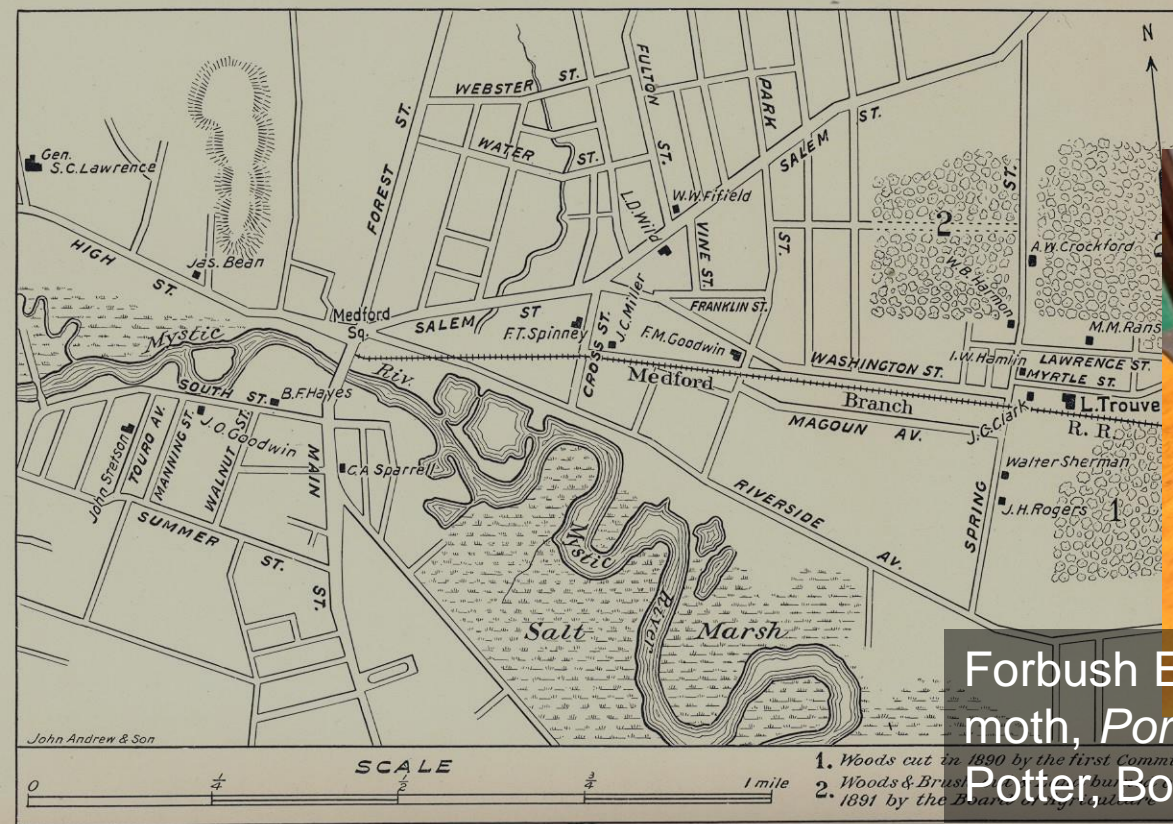 N
WEBSTER ST.
FULTON ST.
PARK ST.
SALEM ST.
WATER ST.
FOREST ST.
Gen.
S.C. Lawrence
W.W. Fifield
L.D. Wild
VINE ST.
ST.
2
A.W. Crockford
W.B. Harmon
HIGH ST.
Jas. Bean
J.C. Miller
FRANKLIN ST.
Medford
Sq.
SALEM ST
F.T. Spinney
CROSS ST.
F.M. Goodwin
M.M. Rans
Mystic Riv.
WASHINGTON ST.
I.W. Hamlin
LAWRENCE ST.
MYRTLE ST.
Medford Branch R. R.
SOUTH ST.
B.F. Hayes
L. Trouve
J.C. Clark
MAGOUN AV.
John Stetson
TOURO AV.
MANNING ST.
J.O. Goodwin
WALNUT ST.
MAIN ST.
C.A. Sparrell
Walter Sherman
J.H. Rogers
1
RIVERSIDE AV.
SPRING
SUMMER ST.
Mystic River
Salt Marsh
John Andrew & Son
SCALE
0 1/4 1/2 3/4 1 mile
1. Woods cut in 1890 by the first Comm
2. Woods & Brush
1891 by the Board of Agriculture
Forbush E
moth, Por
Potter, Bo